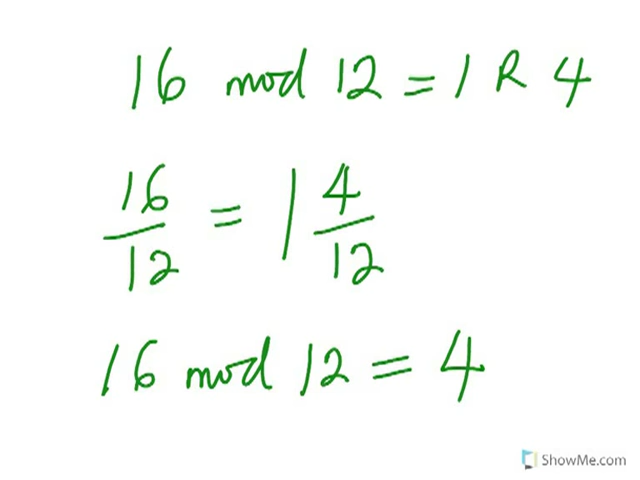 16 mod 12 = 1 R 4
16/12 = 1 4/12
16 mod 12 = 4
ShowMe.com